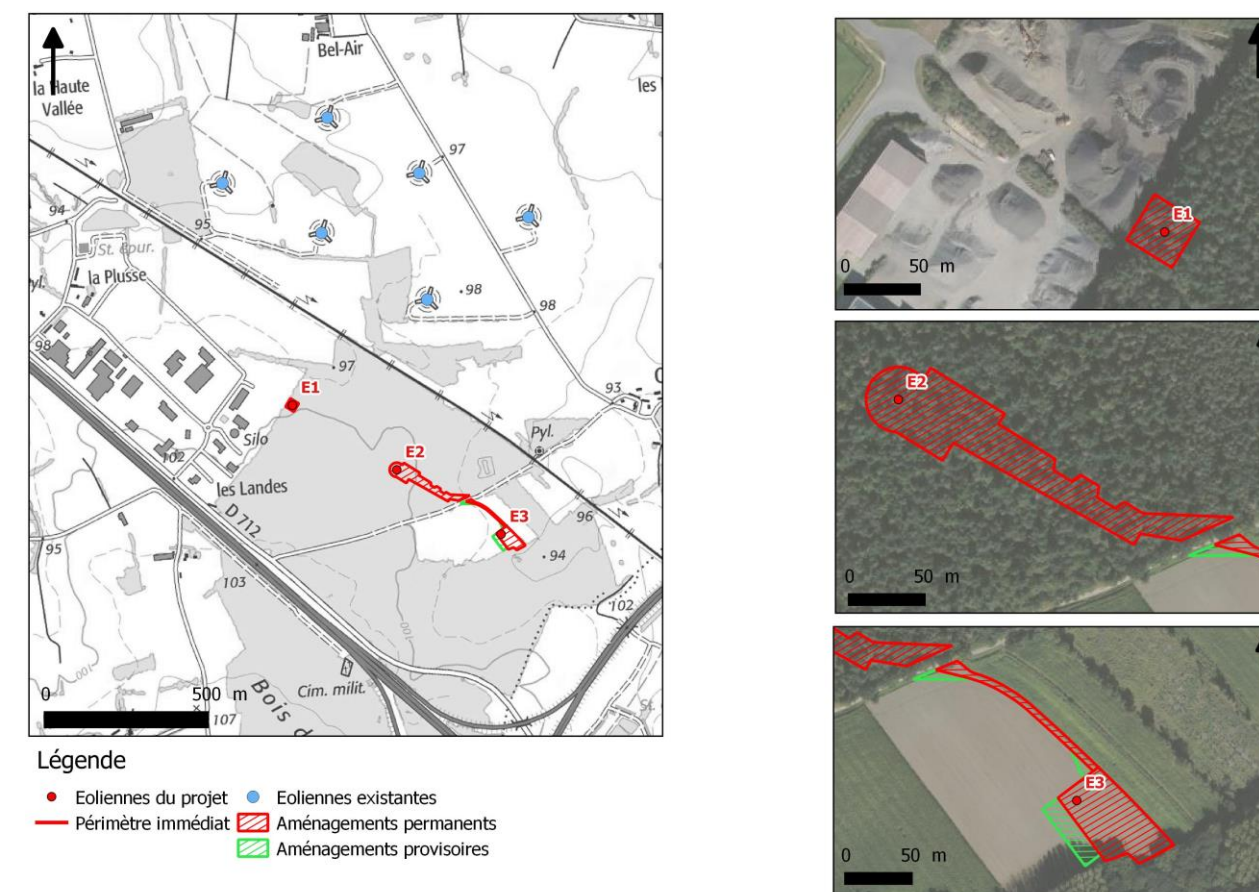 Bel-Air
la Haute
Vallée
les
97
94
95
St. épur.
la Plusse
98
98
98
97
E1
93
Silo
102
Pyl.
E2
les Landes
D 712
E3
96
95
94
103
102
100
Cim. milit.
0 500 m
107
Bois d
Légende
Eoliennes du projet Eoliennes existantes
Périmètre immédiat Aménagements permanents
Aménagements provisoires
E1
0 50 m
E2
0 50 m
E3
0 50 m